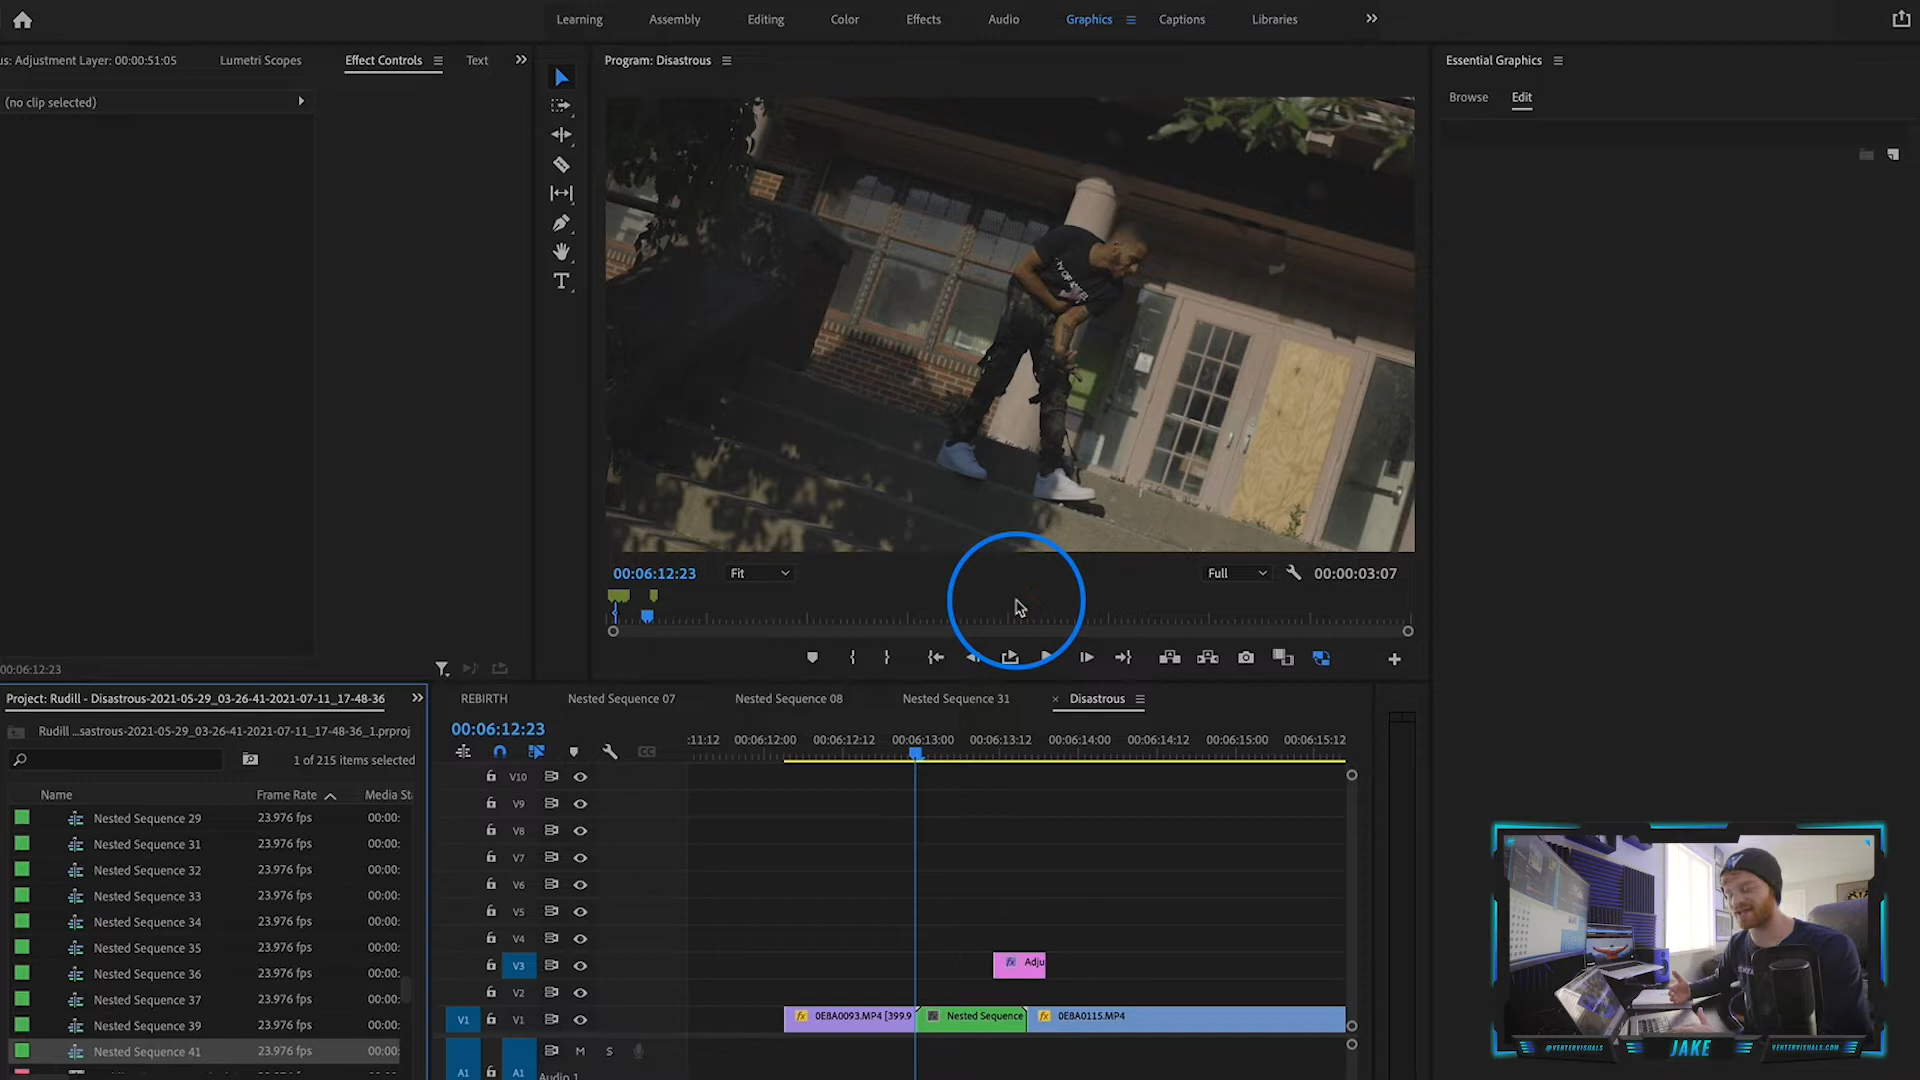 Learning Assembly Editing Color Effects Audio Graphics Captions Libraries
us: Adjustment Layer: 00:00:51:05 Lumetri Scopes Effect Controls Text
Program: Disastrous
Essential Graphics
(no clip selected)
Browse Edit
00:06:12:23 Fit Full 00:00:03:07
00:06:12:23
Project: Rudill - Disastrous-2021-05-29_03-26-41-2021-07-11_17-48-36
REBIRTH Nested Sequence 07 Nested Sequence 08 Nested Sequence 31 × Disastrous
Rudill ...sastrous-2021-05-29_03-26-41-2021-07-11_17-48-36_1.prproj
00:06:12:23
1 of 215 items selected
:11:12 00:06:12:00 00:06:12:12 00:06:13:00 00:06:13:12 00:06:14:00 00:06:14:12 00:06:15:00 00:06:15:12
Name Frame Rate Media St
Nested Sequence 29 23.976 fps 00:00:
Nested Sequence 31 23.976 fps 00:00:
Nested Sequence 32 23.976 fps 00:00:
Nested Sequence 33 23.976 fps 00:00:
Nested Sequence 34 23.976 fps 00:00:
Nested Sequence 35 23.976 fps 00:00:
Nested Sequence 36 23.976 fps 00:00:
Nested Sequence 37 23.976 fps 00:00:
Nested Sequence 39 23.976 fps 00:00:
Nested Sequence 41 23.976 fps 00:00:
V10
V9
V8
V7
V6
V5
V4
V3 fx Adju
V2
V1 V1 fx 0E8A0093.MP4 [399.9 fx Nested Sequence fx 0E8A0115.MP4
M S
A1 A1 Audio 1
@VENTERVISUALS JAKE VENTERVISUALS.COM